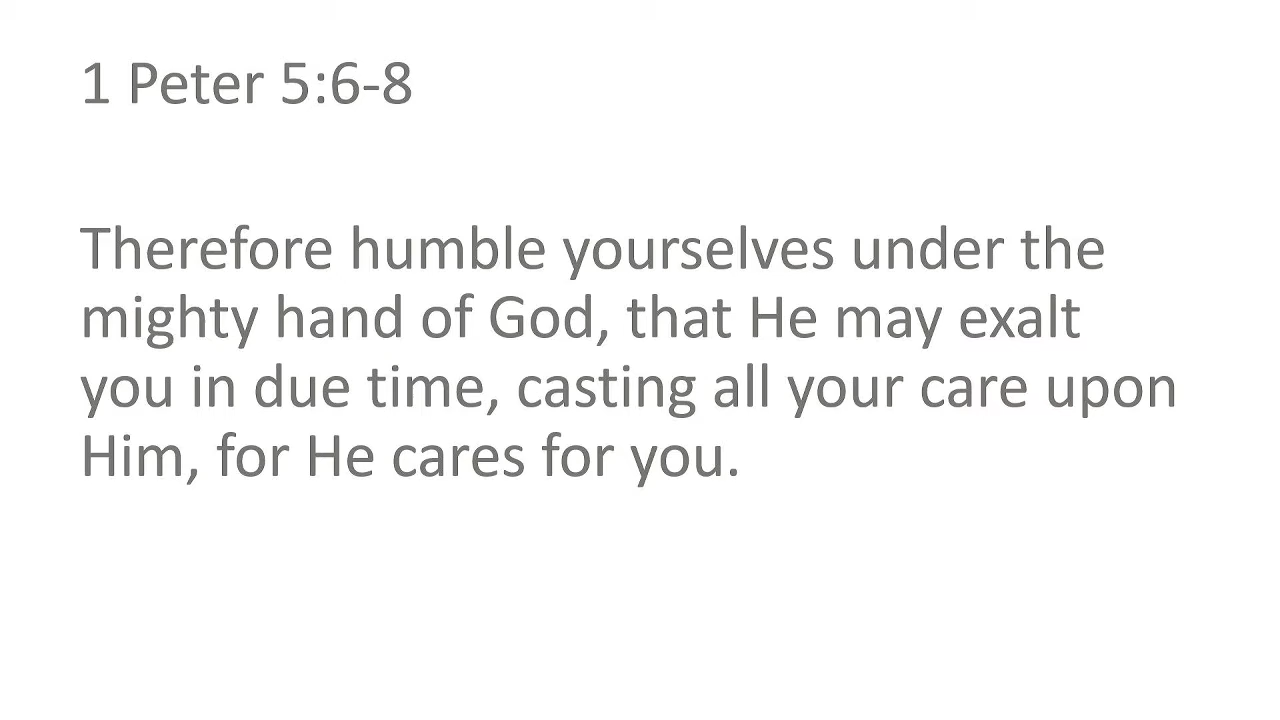 1 Peter 5:6-8
Therefore humble yourselves under the
mighty hand of God, that He may exalt
you in due time, casting all your care upon
Him, for He cares for you.